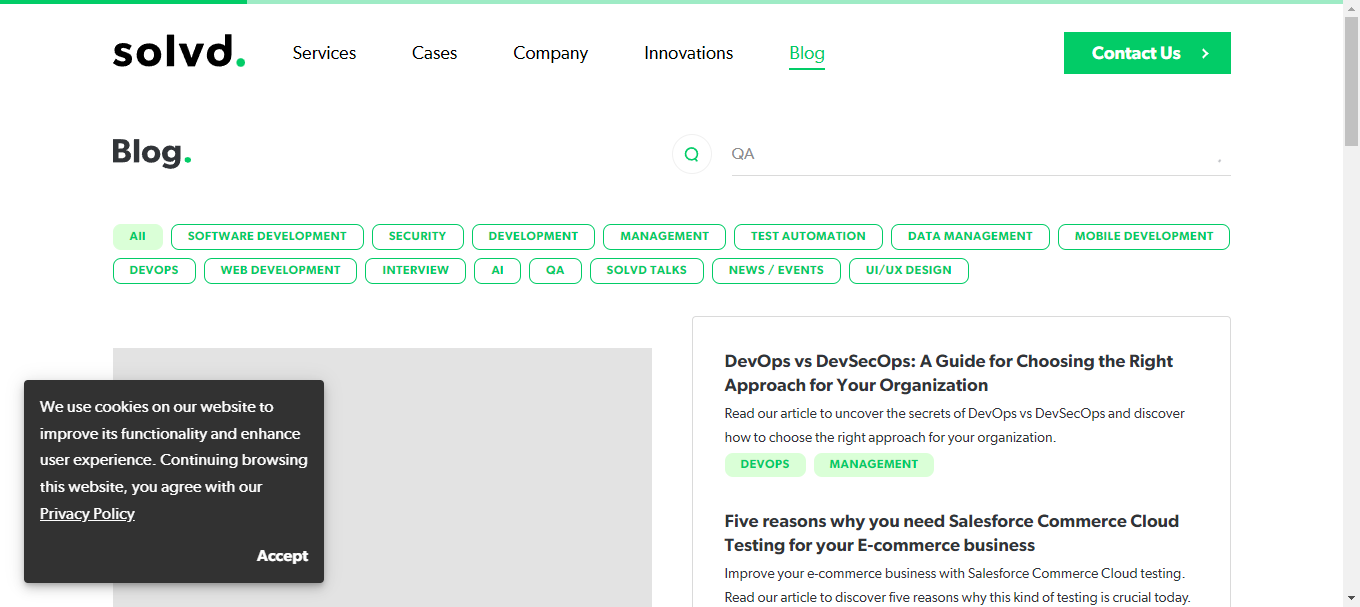 solvd.
Services Cases Company Innovations Blog Contact Us
Blog.
QA
All SOFTWARE DEVELOPMENT SECURITY DEVELOPMENT MANAGEMENT TEST AUTOMATION DATA MANAGEMENT MOBILE DEVELOPMENT
DEVOPS WEB DEVELOPMENT INTERVIEW AI QA SOLVD TALKS NEWS / EVENTS UI/UX DESIGN
We use cookies on our website to
improve its functionality and enhance
user experience. Continuing browsing
this website, you agree with our
Privacy Policy
Accept
DevOps vs DevSecOps: A Guide for Choosing the Right
Approach for Your Organization
Read our article to uncover the secrets of DevOps vs DevSecOps and discover
how to choose the right approach for your organization.
DEVOPS MANAGEMENT
Five reasons why you need Salesforce Commerce Cloud
Testing for your E-commerce business
Improve your e-commerce business with Salesforce Commerce Cloud testing.
Read our article to discover five reasons why this kind of testing is crucial today.